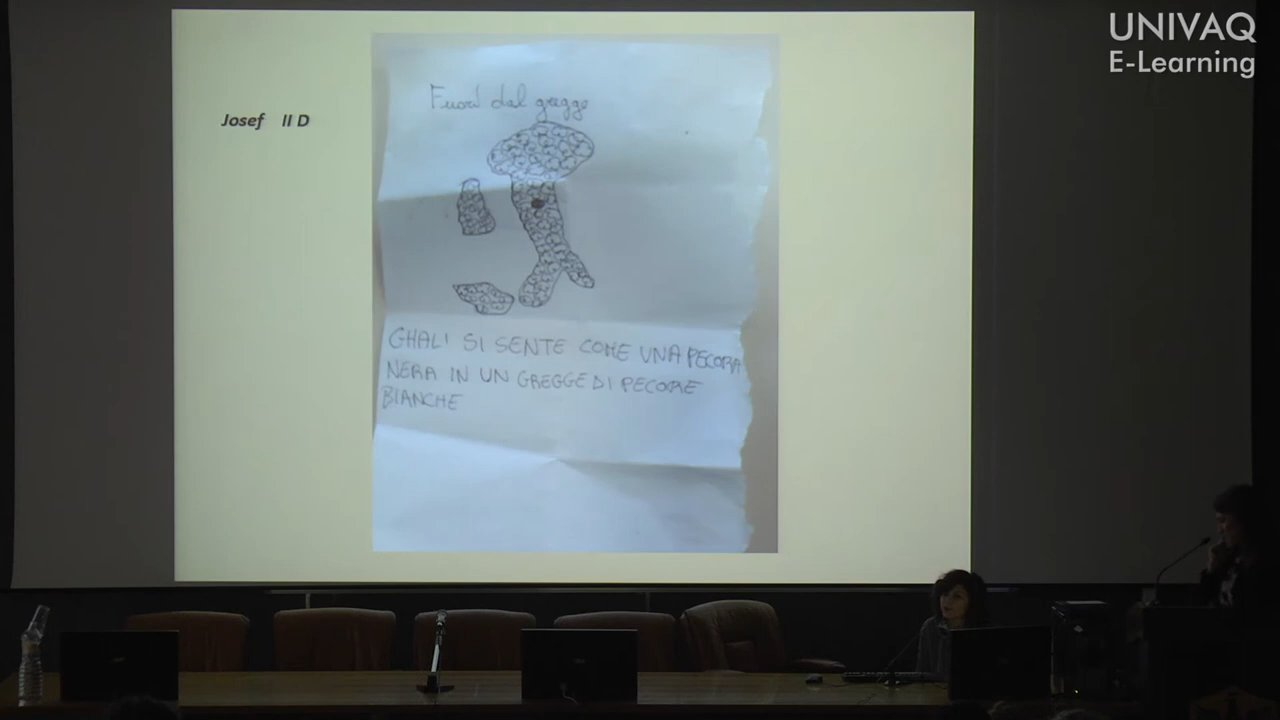 UNIVAQ
E-Learning
Josef II D
Fuori dal gregge
GHALI SI SENTE COME UNA PECORA
NERA IN UN GREGGE DI PECORE
BIANCHE